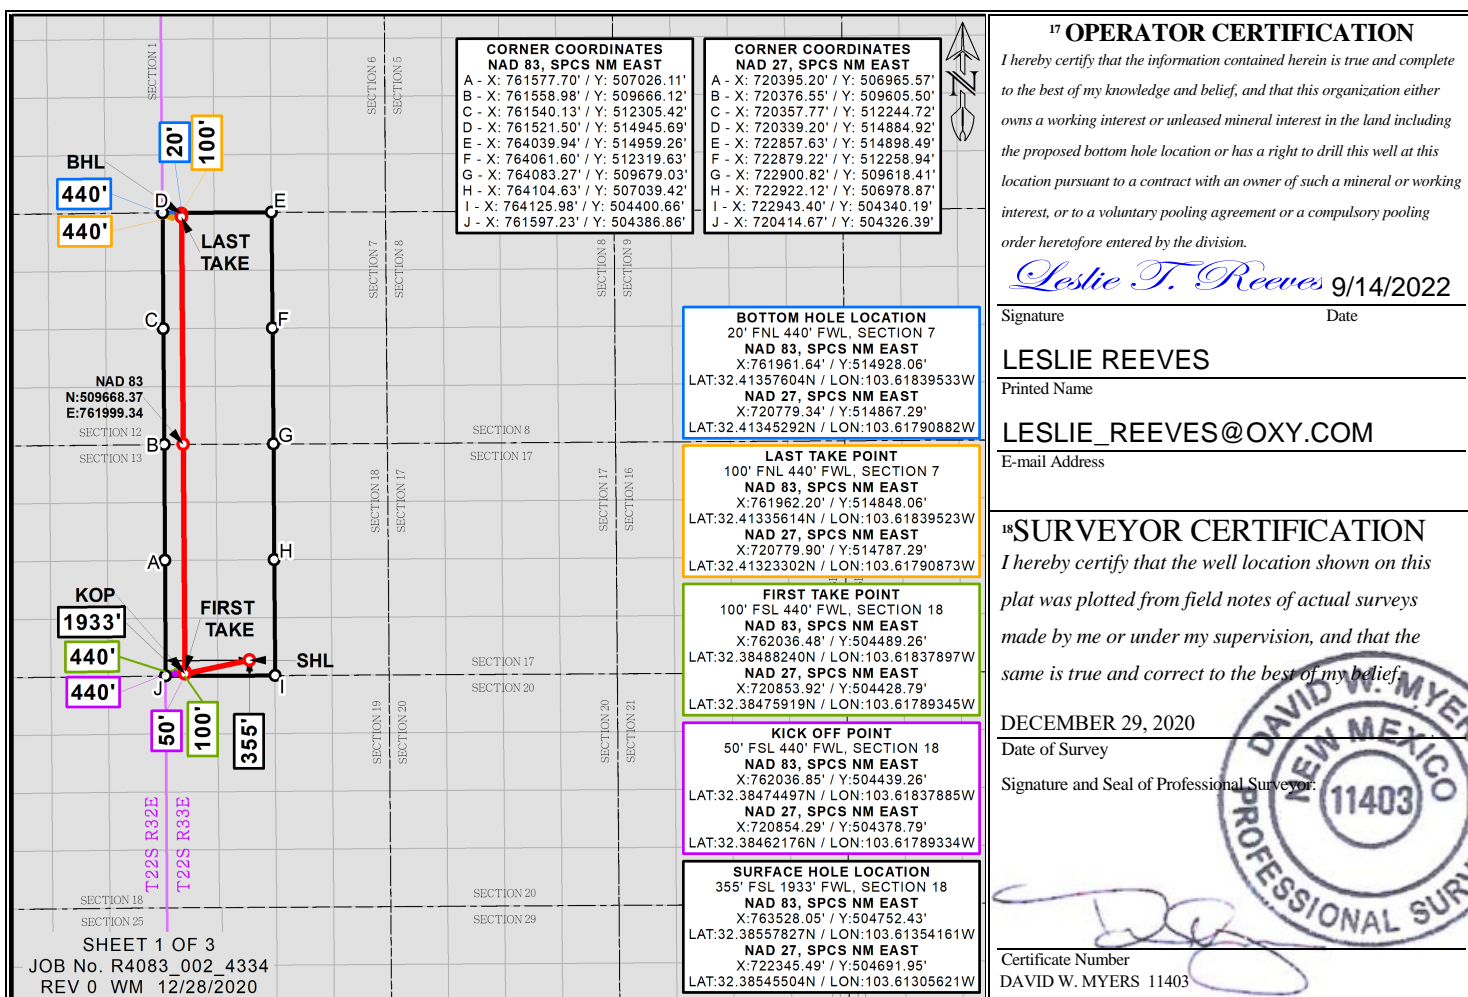 SECTION 1
SECTION 6
SECTION 5
CORNER COORDINATES
NAD 83, SPCS NM EAST
A - X: 761577.70' / Y: 507026.11'
B - X: 761558.98' / Y: 509666.12'
C - X: 761540.13' / Y: 512305.42'
D - X: 761521.50' / Y: 514945.69'
E - X: 764039.94' / Y: 514959.26'
F - X: 764061.60' / Y: 512319.63'
G - X: 764083.27' / Y: 509679.03'
H - X: 764104.63' / Y: 507039.42'
I - X: 764125.98' / Y: 504400.66'
J - X: 761597.23' / Y: 504386.86'
CORNER COORDINATES
NAD 27, SPCS NM EAST
A - X: 720395.20' / Y: 506965.57'
B - X: 720376.55' / Y: 509605.50'
C - X: 720357.77' / Y: 512244.72'
D - X: 720339.20' / Y: 514884.92'
E - X: 722857.63' / Y: 514898.49'
F - X: 722879.22' / Y: 512258.94'
G - X: 722900.82' / Y: 509618.41'
H - X: 722922.12' / Y: 506978.87'
I - X: 722943.40' / Y: 504340.19'
J - X: 720414.67' / Y: 504326.39'
N
20'
100'
BHL
440'
D
E
440'
LAST
TAKE
SECTION 7
SECTION 8
SECTION 8
SECTION 9
C
F
NAD 83
N:509668.37
E:761999.34
SECTION 12
B
G
SECTION 13
SECTION 8
SECTION 17
SECTION 18
SECTION 17
SECTION 17
SECTION 16
A
H
KOP
1933'
FIRST
TAKE
440'
SHL
440'
J
I
SECTION 17
SECTION 20
50'
100'
355'
SECTION 19
SECTION 20
SECTION 20
SECTION 21
T22S R32E
T22S R33E
SECTION 18
SECTION 25
SECTION 20
SECTION 29
SHEET 1 OF 3
JOB No. R4083_002_4334
REV 0 WM 12/28/2020
BOTTOM HOLE LOCATION
20' FNL 440' FWL, SECTION 7
NAD 83, SPCS NM EAST
X:761961.64' / Y:514928.06'
LAT:32.41357604N / LON:103.61839533W
NAD 27, SPCS NM EAST
X:720779.34' / Y:514867.29'
LAT:32.41345292N / LON:103.61790882W
LAST TAKE POINT
100' FNL 440' FWL, SECTION 7
NAD 83, SPCS NM EAST
X:761962.20' / Y:514848.06'
LAT:32.41335614N / LON:103.61839523W
NAD 27, SPCS NM EAST
X:720779.90' / Y:514787.29'
LAT:32.41323302N / LON:103.61790873W
FIRST TAKE POINT
100' FSL 440' FWL, SECTION 18
NAD 83, SPCS NM EAST
X:762036.48' / Y:504489.26'
LAT:32.38488240N / LON:103.61837897W
NAD 27, SPCS NM EAST
X:720853.92' / Y:504428.79'
LAT:32.38475919N / LON:103.61789345W
KICK OFF POINT
50' FSL 440' FWL, SECTION 18
NAD 83, SPCS NM EAST
X:762036.85' / Y:504439.26'
LAT:32.38474497N / LON:103.61837885W
NAD 27, SPCS NM EAST
X:720854.29' / Y:504378.79'
LAT:32.38462176N / LON:103.61789334W
SURFACE HOLE LOCATION
355' FSL 1933' FWL, SECTION 18
NAD 83, SPCS NM EAST
X:763528.05' / Y:504752.43'
LAT:32.38557827N / LON:103.61354161W
NAD 27, SPCS NM EAST
X:722345.49' / Y:504691.95'
LAT:32.38545504N / LON:103.61305621W
17 OPERATOR CERTIFICATION
I hereby certify that the information contained herein is true and complete
to the best of my knowledge and belief, and that this organization either
owns a working interest or unleased mineral interest in the land including
the proposed bottom hole location or has a right to drill this well at this
location pursuant to a contract with an owner of such a mineral or working
interest, or to a voluntary pooling agreement or a compulsory pooling
order heretofore entered by the division.
Leslie T. Reeves 9/14/2022
Signature Date
LESLIE REEVES
Printed Name
LESLIE_REEVES@OXY.COM
E-mail Address
18SURVEYOR CERTIFICATION
I hereby certify that the well location shown on this
plat was plotted from field notes of actual surveys
made by me or under my supervision, and that the
same is true and correct to the best of my belief.
DECEMBER 29, 2020
Date of Survey
Signature and Seal of Professional Surveyor:
DAVID W. MYERS
NEW MEXICO
11403
PROFESSIONAL
Certificate Number
DAVID W. MYERS 11403